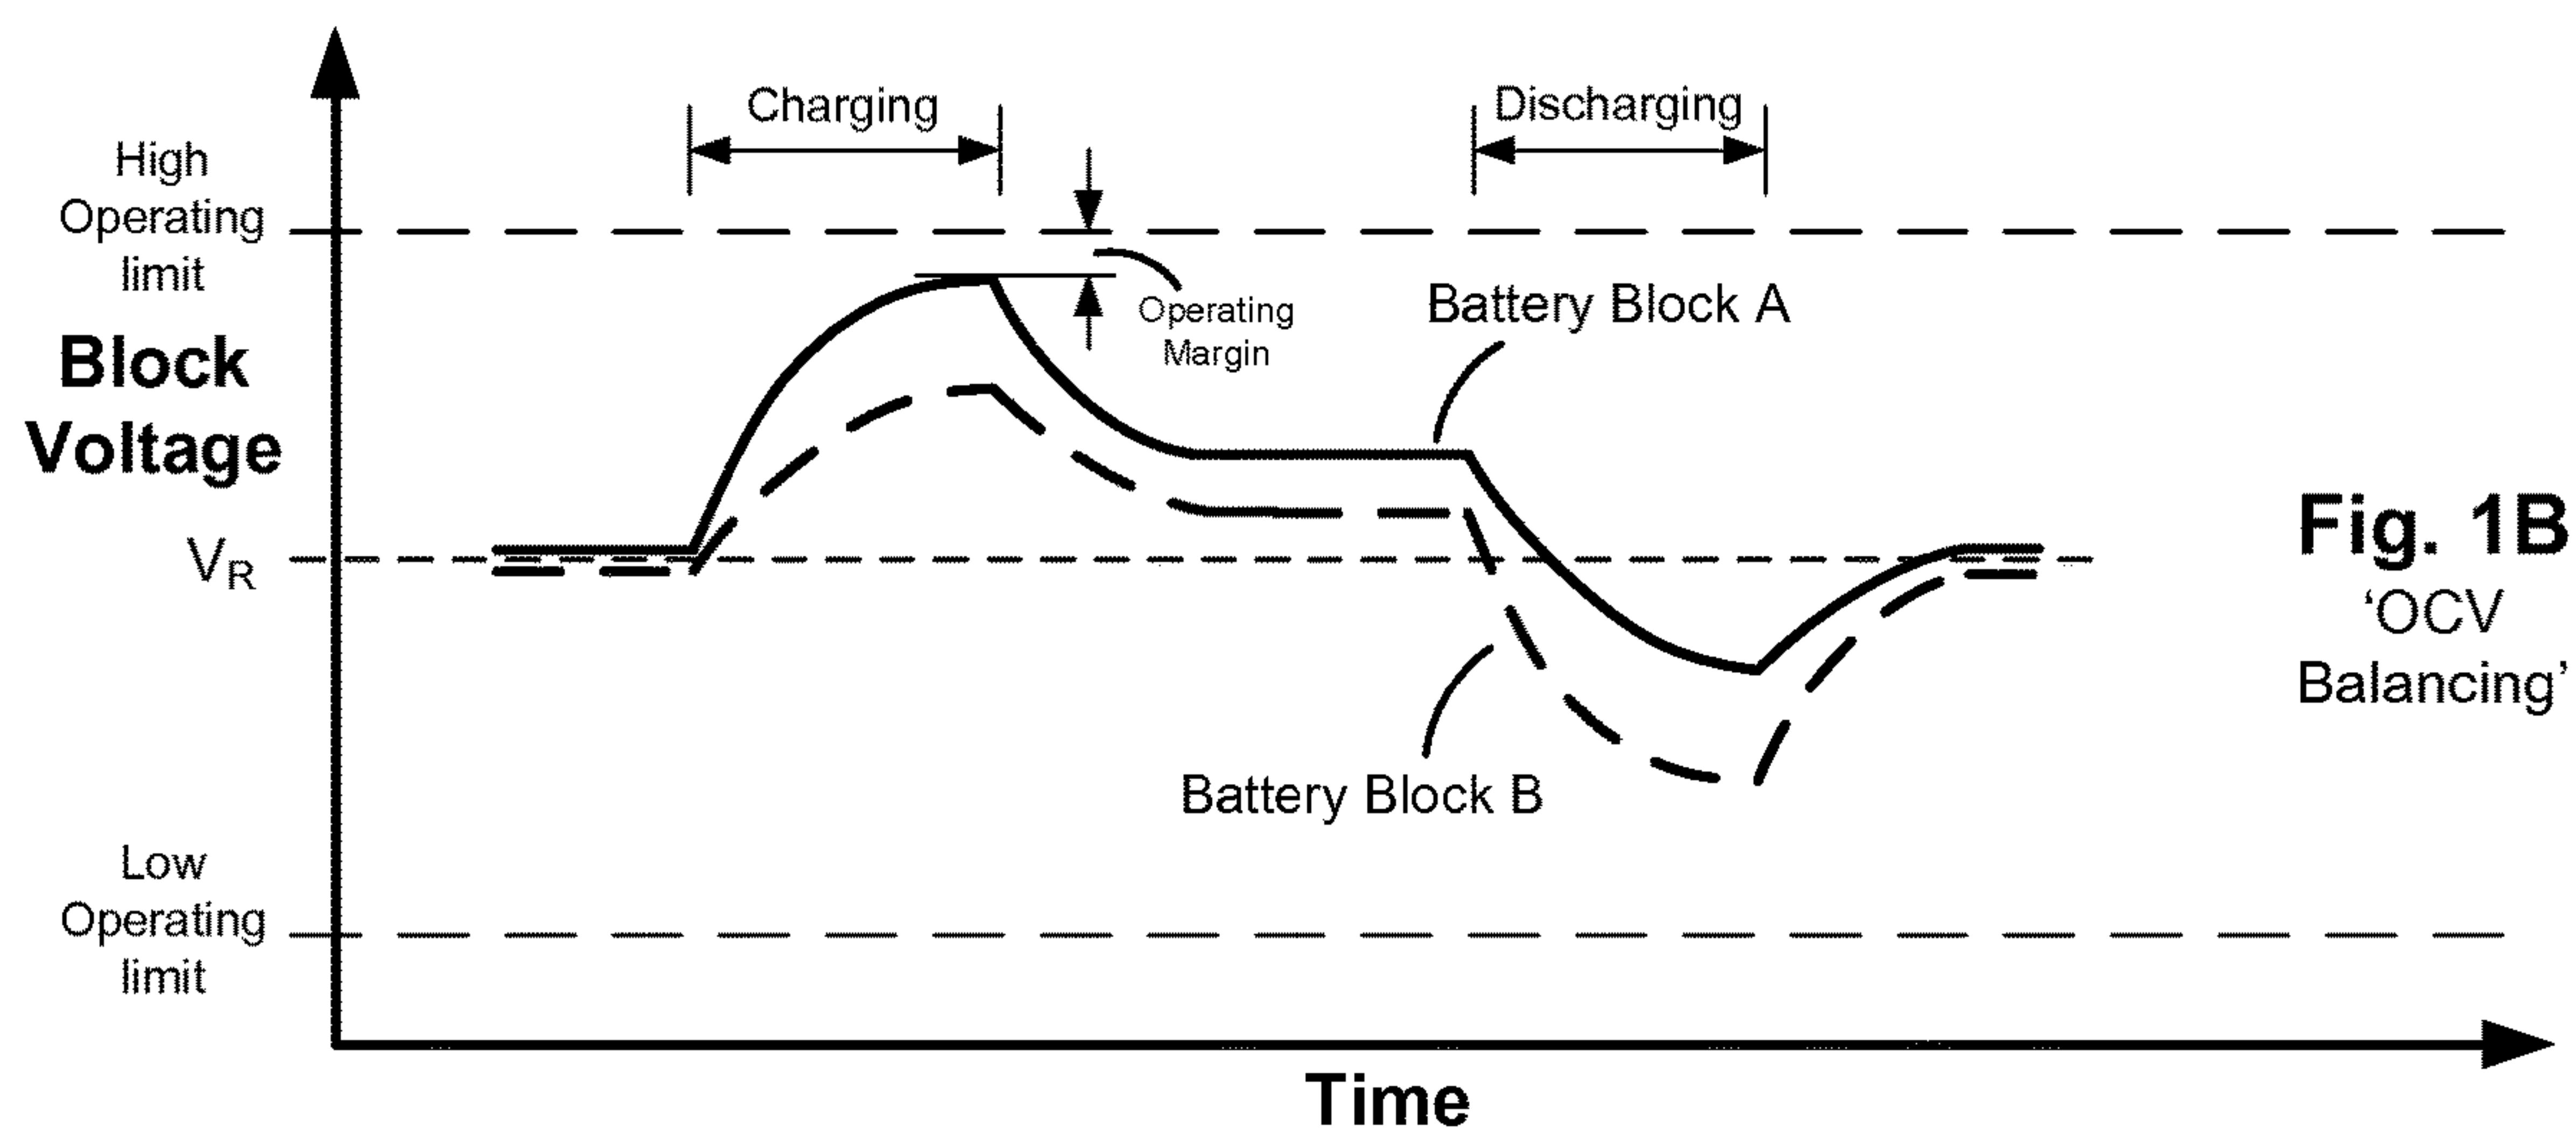 Charging
Discharging
High
Operating
limit
Operating
Margin
Battery Block A
Block
Voltage
V_R
Fig. 1B
‘OCV
Balancing’
Battery Block B
Low
Operating
limit
Time